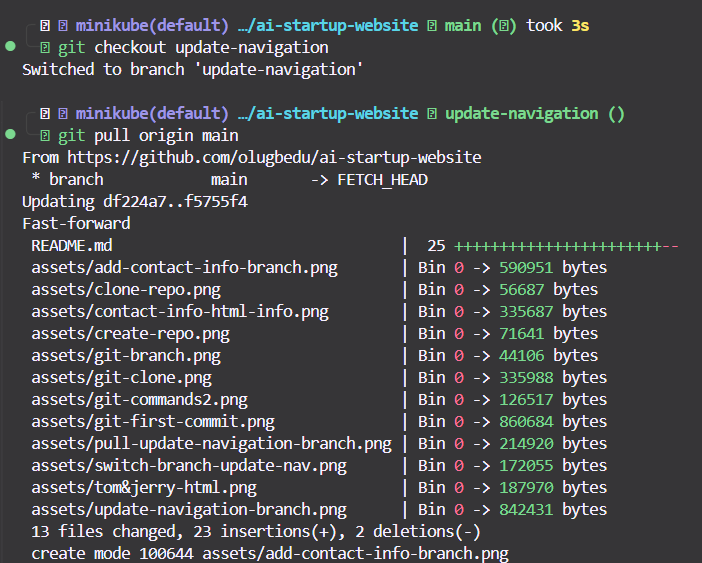 minikube(default) …/ai-startup-website main () took 3s
git checkout update-navigation
Switched to branch 'update-navigation'
minikube(default) …/ai-startup-website update-navigation ()
git pull origin main
From https://github.com/olugbedu/ai-startup-website
* branch main -> FETCH_HEAD
Updating df224a7..f5755f4
Fast-forward
README.md | 25 +++++++++++++++++++++++--
assets/add-contact-info-branch.png | Bin 0 -> 590951 bytes
assets/clone-repo.png | Bin 0 -> 56687 bytes
assets/contact-info-html-info.png | Bin 0 -> 335687 bytes
assets/create-repo.png | Bin 0 -> 71641 bytes
assets/git-branch.png | Bin 0 -> 44106 bytes
assets/git-clone.png | Bin 0 -> 335988 bytes
assets/git-commands2.png | Bin 0 -> 126517 bytes
assets/git-first-commit.png | Bin 0 -> 860684 bytes
assets/pull-update-navigation-branch.png | Bin 0 -> 214920 bytes
assets/switch-branch-update-nav.png | Bin 0 -> 172055 bytes
assets/tom&jerry-html.png | Bin 0 -> 187970 bytes
assets/update-navigation-branch.png | Bin 0 -> 842431 bytes
13 files changed, 23 insertions(+), 2 deletions(-)
create mode 100644 assets/add-contact-info-branch.png